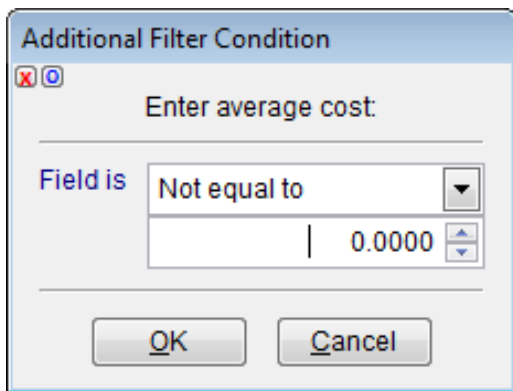 Additional Filter Condition
X O
Enter average cost:
Field is Not equal to
0.0000
OK Cancel